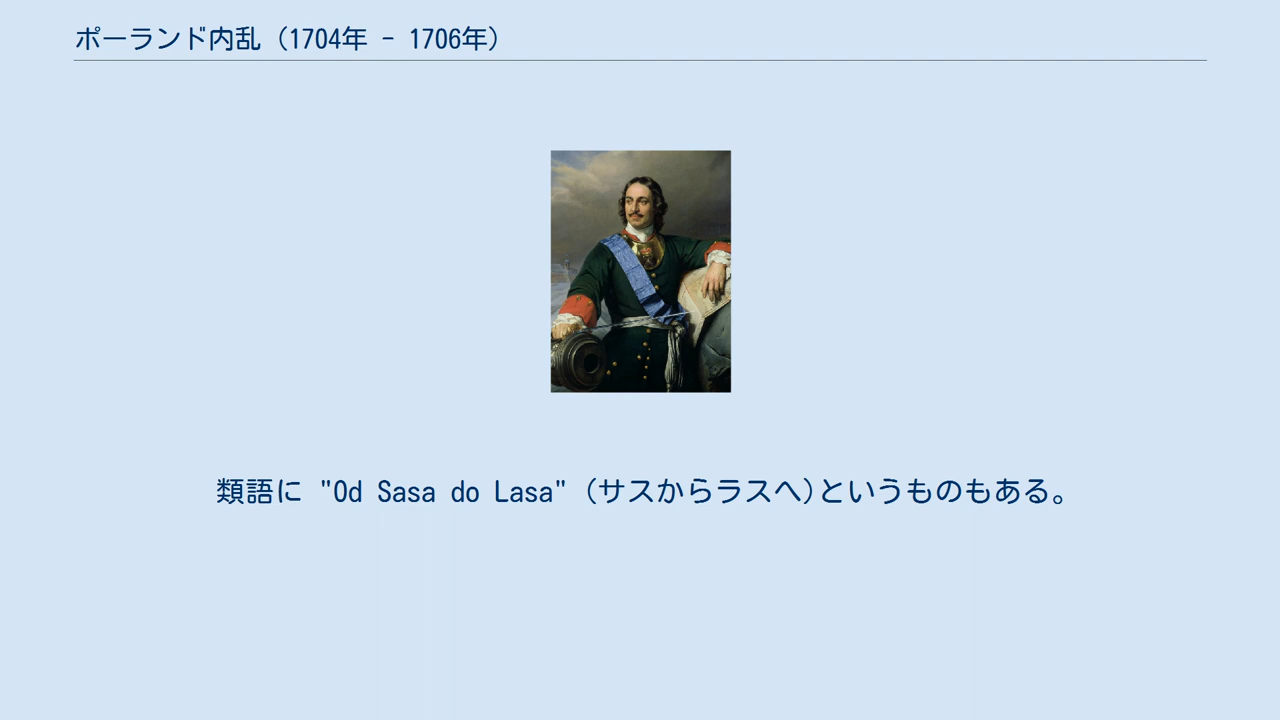 ポーランド内乱 (1704年 - 1706年)
類語に "Od Sasa do Lasa" (サスからラスへ)というものもある。